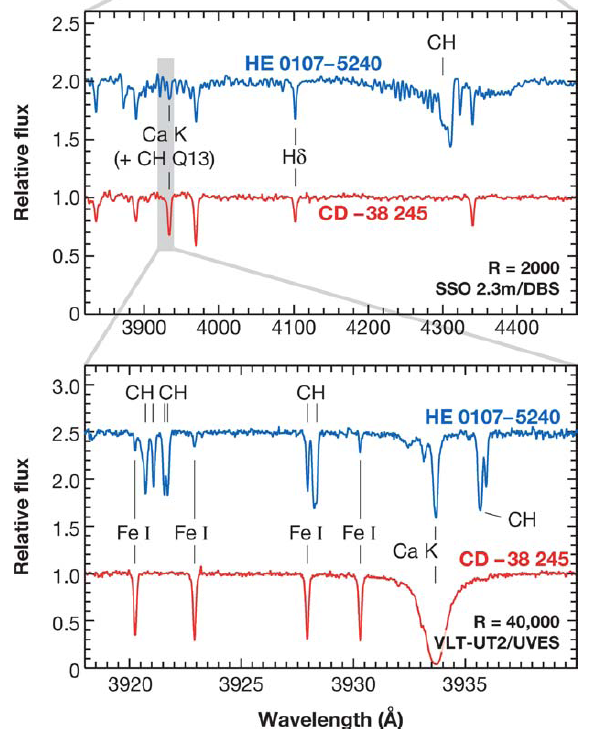 2.5
CH
HE 0107–5240
2.0
1.5
Ca K
(+ CH Q13)
Hδ
Relative flux
1.0
CD –38 245
0.5
R = 2000
SSO 2.3m/DBS
0
3900 4000 4100 4200 4300 4400
3.0
CH CH CH
HE 0107–5240
2.5
2.0
CH
1.5
Fe I Fe I Fe I Fe I
Ca K
Relative flux
CD –38 245
1.0
0.5
R = 40,000
VLT-UT2/UVES
0
3920 3925 3930 3935
Wavelength (Å)